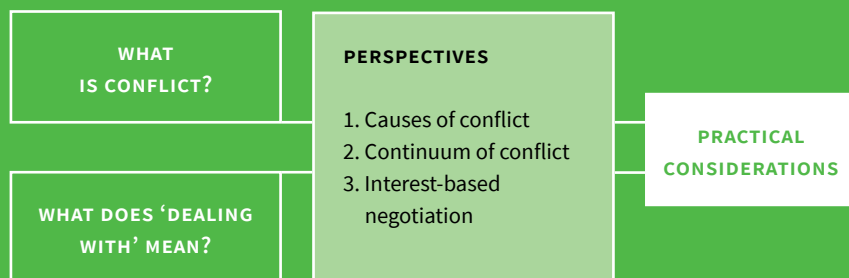 WHAT
IS CONFLICT?
WHAT DOES ‘DEALING
WITH’ MEAN?
PERSPECTIVES
1. Causes of conflict
2. Continuum of conflict
3. Interest-based
negotiation
PRACTICAL
CONSIDERATIONS